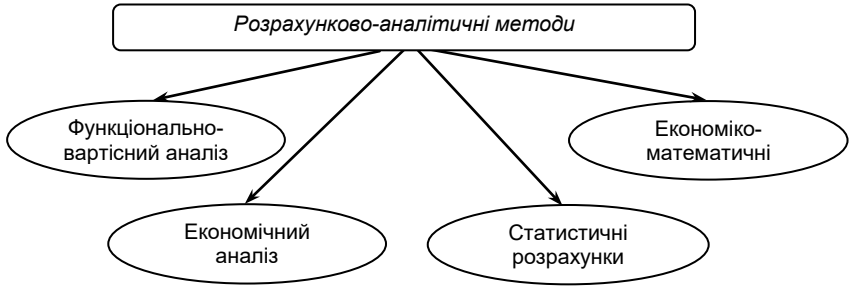 Розрахунково-аналітичні методи
Функціонально-
вартісний аналіз
Економіко-
математичні
Економічний
аналіз
Статистичні
розрахунки